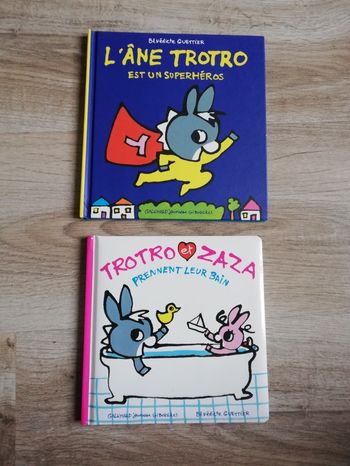 Bénédicte GUETTIER
L'ÂNE TROTRO
EST UN SUPERHÉROS
T
GALLIMARD JEUNESSE GIBOULÉES
TROTRO et ZAZA
PRENNENT LEUR BAIN
GALLIMARD JEUNESSE GIBOULÉES BÉNÉDICTE GUETTIER